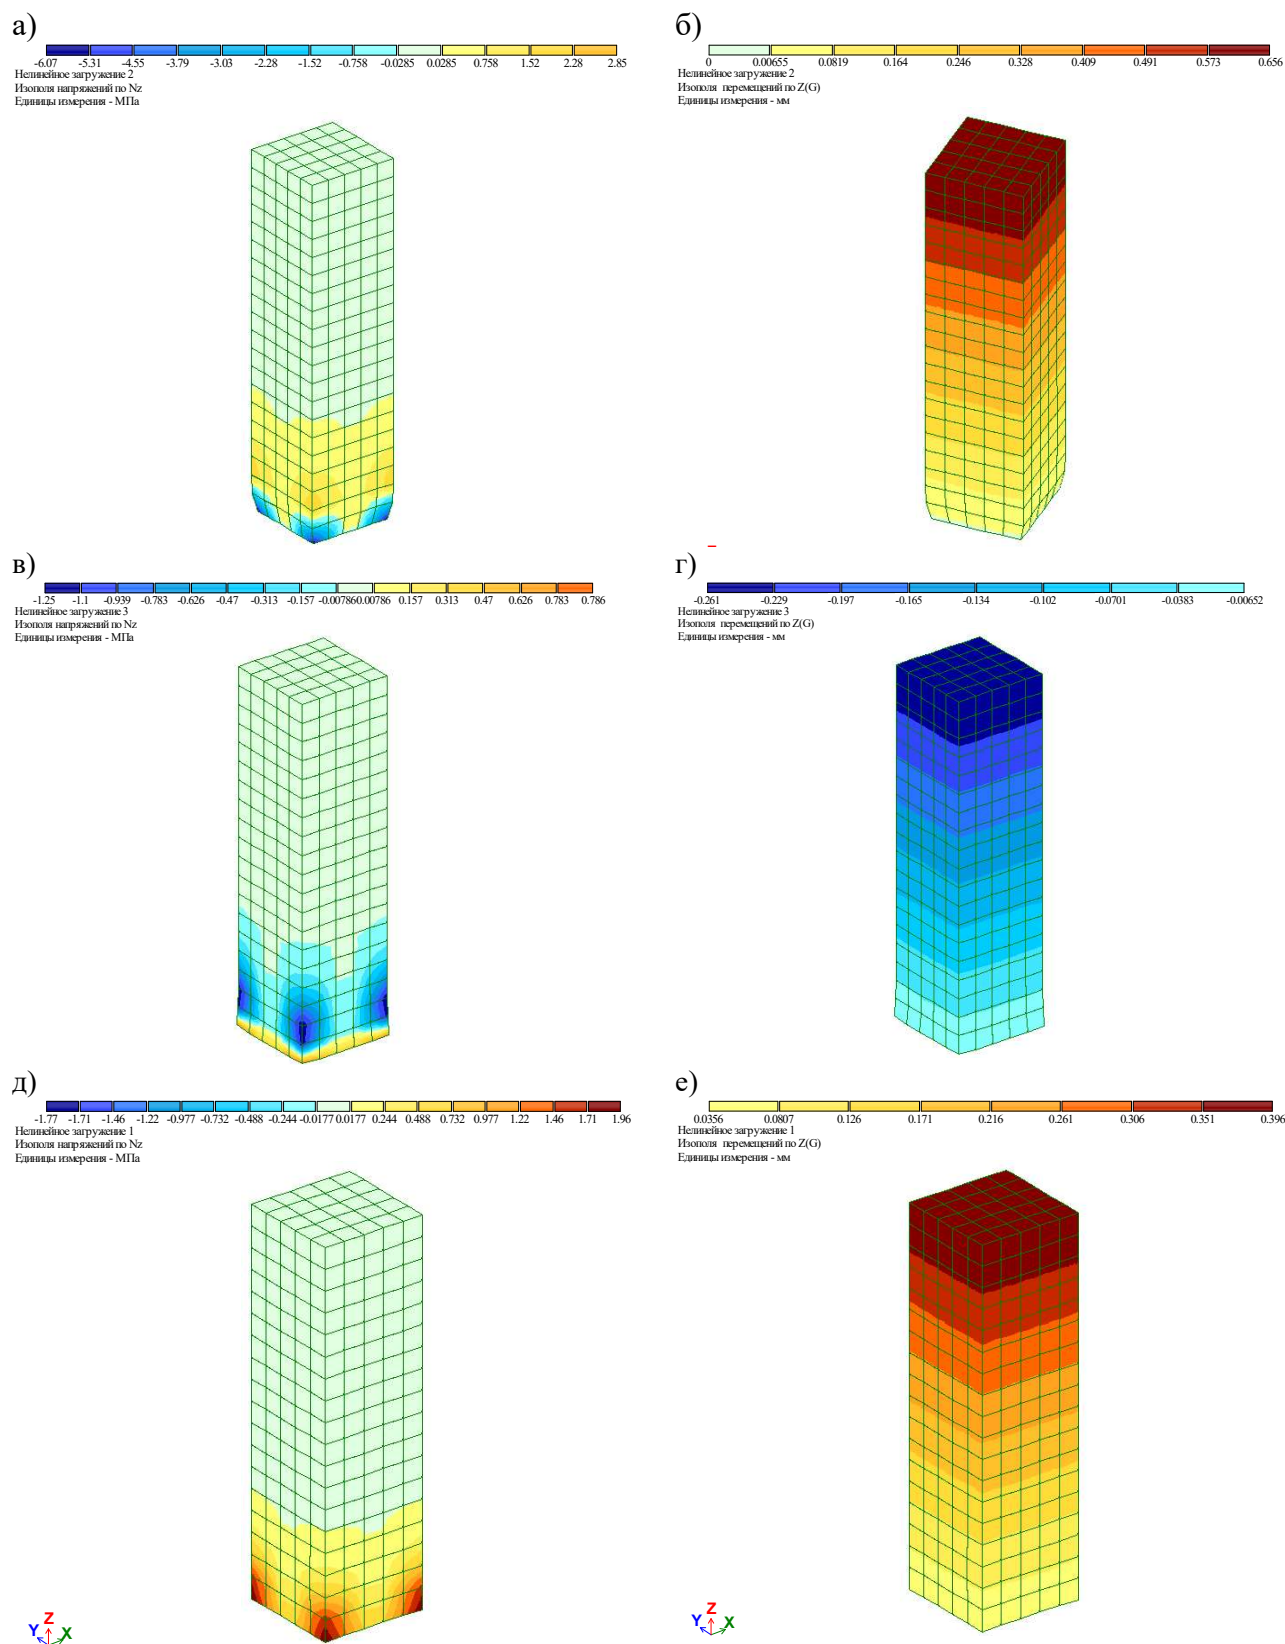 а)
-6.07 -5.31 -4.55 -3.79 -3.03 -2.28 -1.52 -0.758 -0.0285 0.0285 0.758 1.52 2.28 2.85
Нелинейное загружение 2
Изополя напряжений по Nz
Единицы измерения - МПа
б)
0 0.00655 0.0819 0.164 0.246 0.328 0.409 0.491 0.573 0.656
Нелинейное загружение 2
Изополя перемещений по Z(G)
Единицы измерения - мм
в)
-1.25 -1.1 -0.939 -0.783 -0.626 -0.47 -0.313 -0.157 -0.00786 0.00786 0.157 0.313 0.47 0.626 0.783 0.786
Нелинейное загружение 3
Изополя напряжений по Nz
Единицы измерения - МПа
г)
-0.261 -0.229 -0.197 -0.165 -0.134 -0.102 -0.0701 -0.0383 -0.00652
Нелинейное загружение 3
Изополя перемещений по Z(G)
Единицы измерения - мм
д)
-1.77 -1.71 -1.46 -1.22 -0.977 -0.732 -0.488 -0.244 -0.0177 0.0177 0.244 0.488 0.732 0.977 1.22 1.46 1.71 1.96
Нелинейное загружение 1
Изополя напряжений по Nz
Единицы измерения - МПа
е)
0.0356 0.0807 0.126 0.171 0.216 0.261 0.306 0.351 0.396
Нелинейное загружение 1
Изополя перемещений по Z(G)
Единицы измерения - мм
Z
Y X
Z
Y X